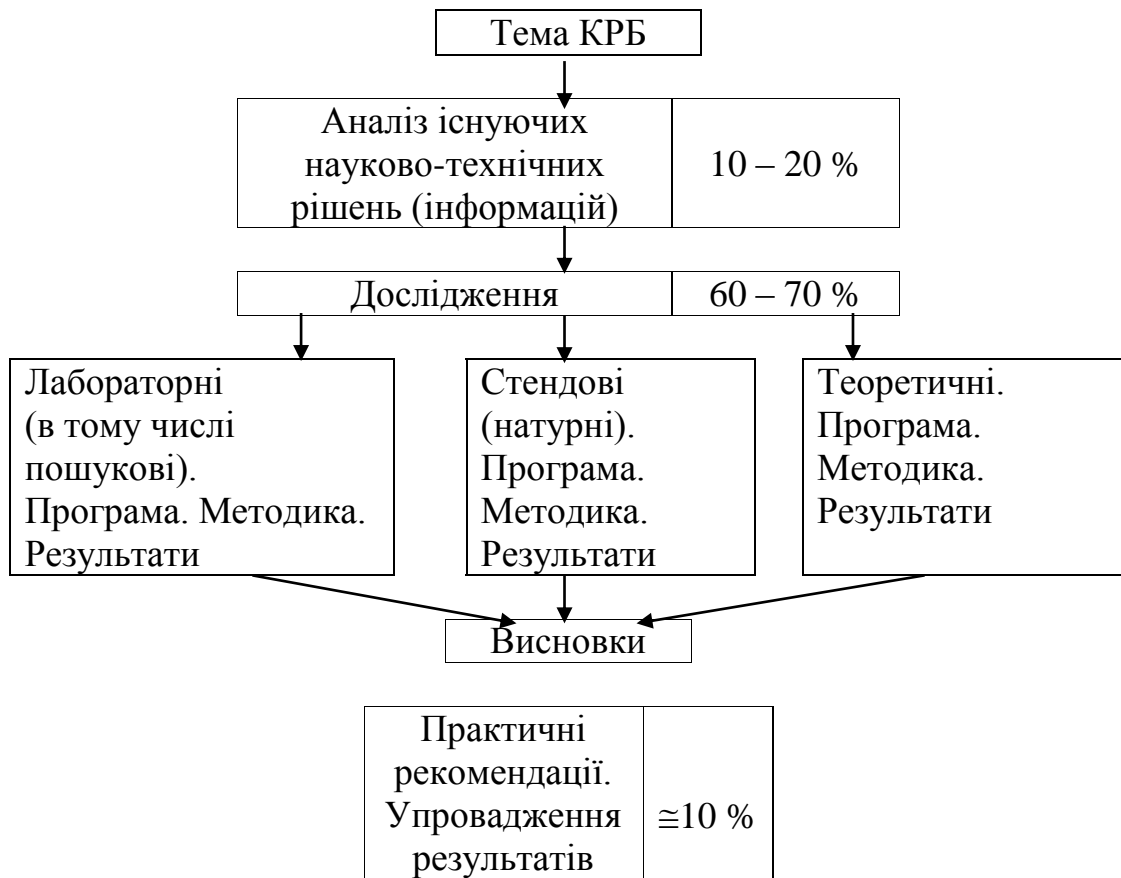 Тема КРБ
Аналіз існуючих
науково-технічних
рішень (інформацій)
10 – 20 %
Дослідження
60 – 70 %
Лабораторні
(в тому числі
пошукові).
Програма. Методика.
Результати
Стендові
(натурні).
Програма.
Методика.
Результати
Теоретичні.
Програма.
Методика.
Результати
Висновки
Практичні
рекомендації.
Упровадження
результатів
≅10 %